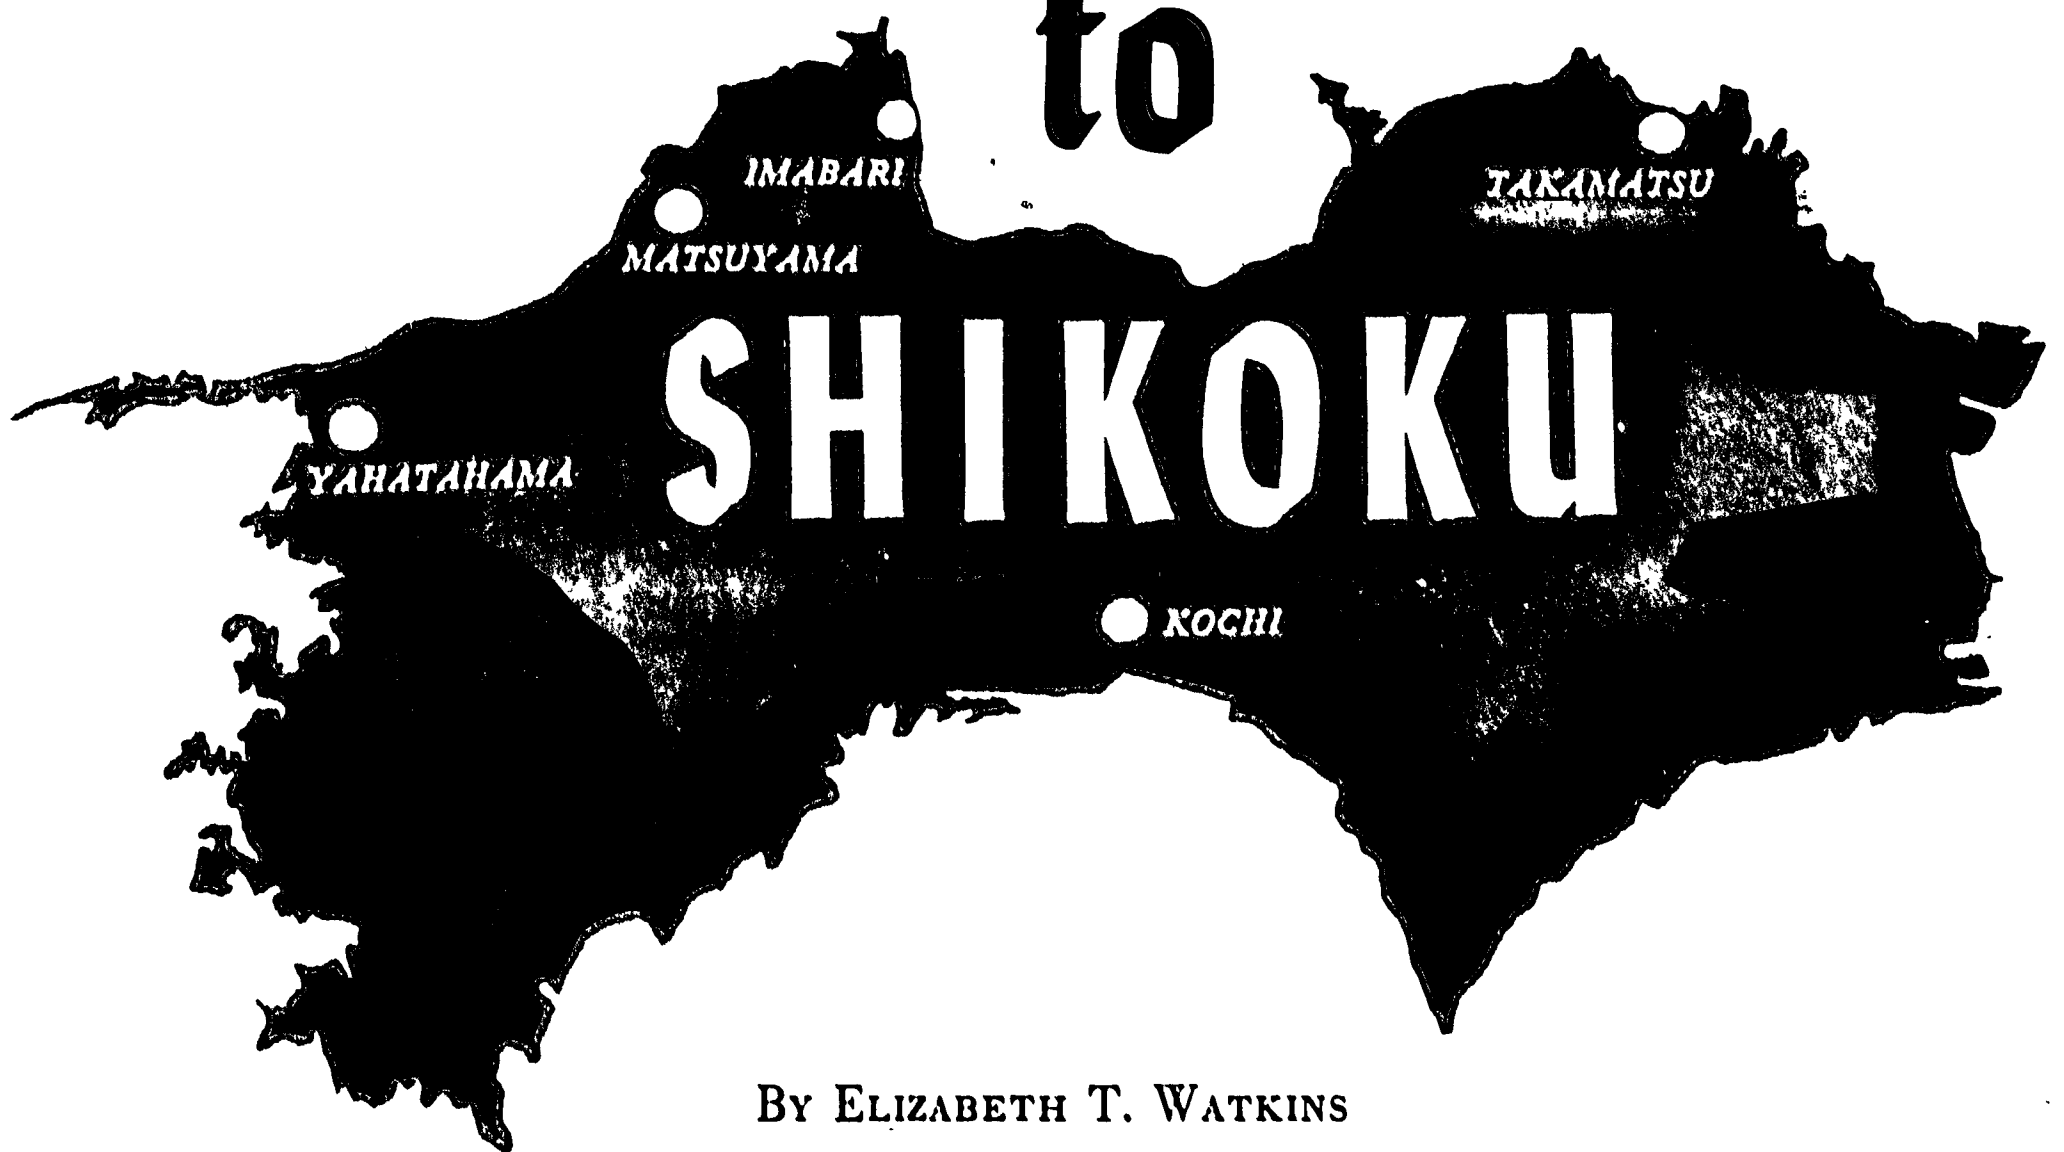 to
IMABARI
TAKAMATSU
MATSUYAMA
SHIKOKU
YAHATAHAMA
KOCHI
BY ELIZABETH T. WATKINS